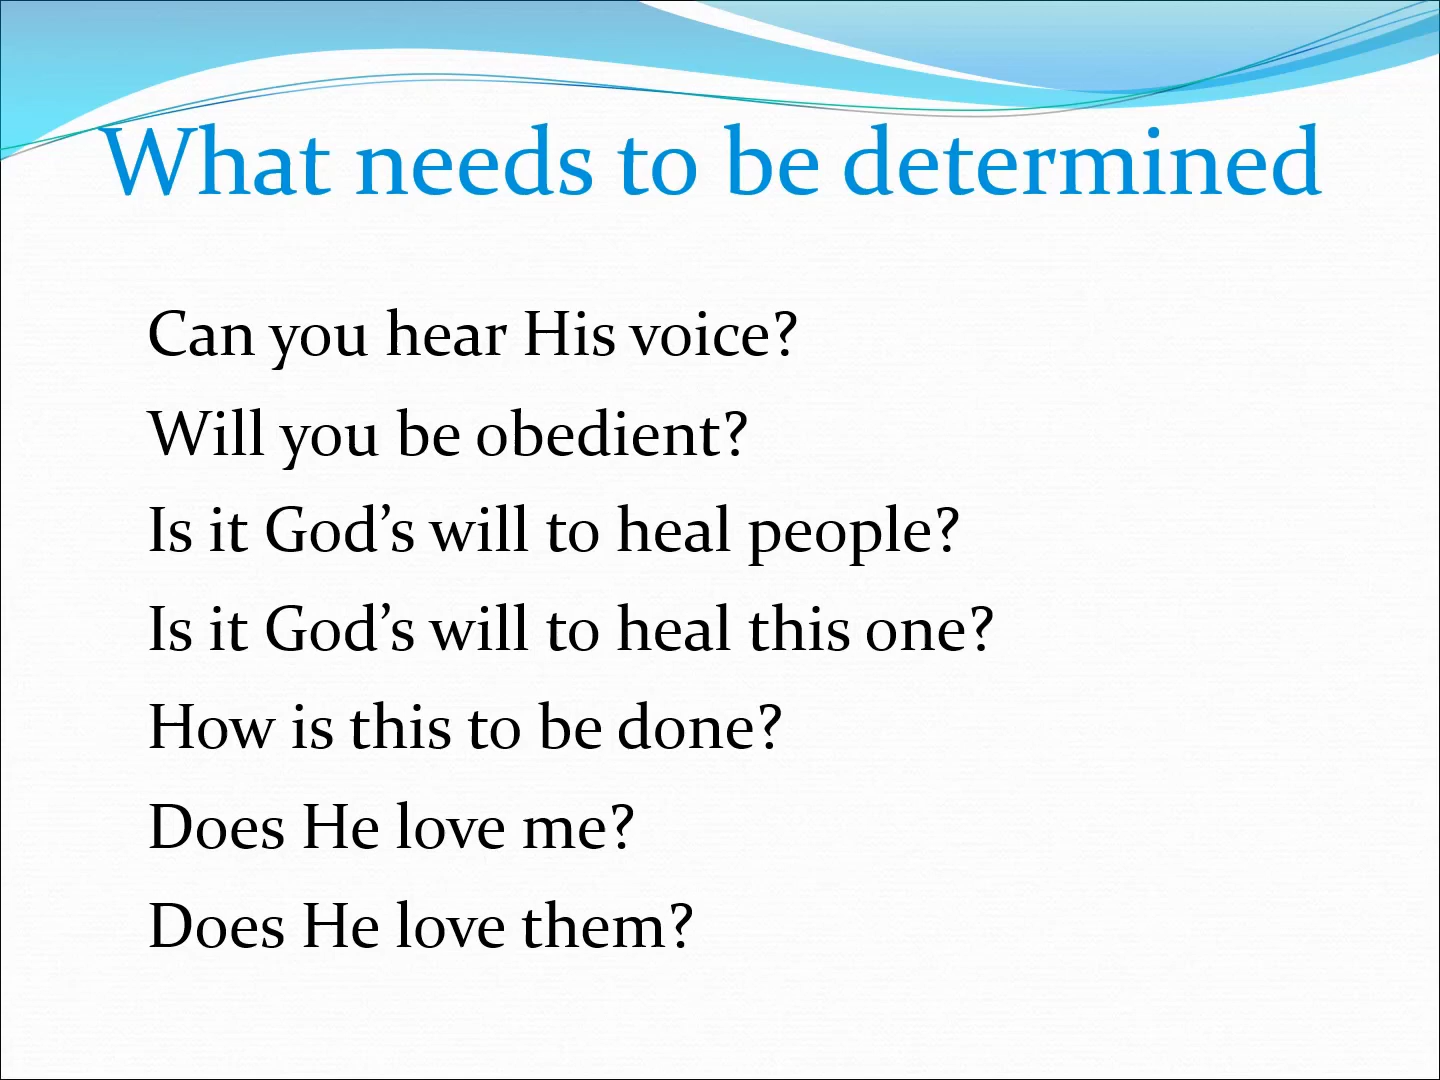 What needs to be determined
Can you hear His voice?
Will you be obedient?
Is it God’s will to heal people?
Is it God’s will to heal this one?
How is this to be done?
Does He love me?
Does He love them?